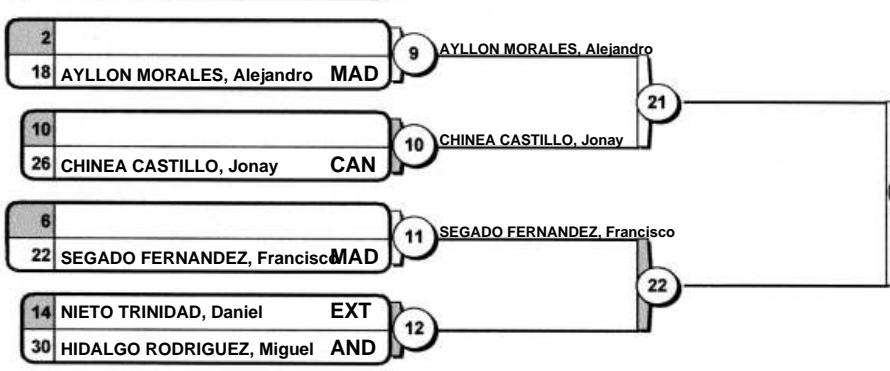 2
9 AYLLON MORALES, Alejandro
18 AYLLON MORALES, Alejandro MAD
21
10
10 CHINEA CASTILLO, Jonay
26 CHINEA CASTILLO, Jonay CAN
6
11 SEGADO FERNANDEZ, Francisco
22 SEGADO FERNANDEZ, Francisco MAD
22
14 NIETO TRINIDAD, Daniel EXT
12
30 HIDALGO RODRIGUEZ, Miguel AND